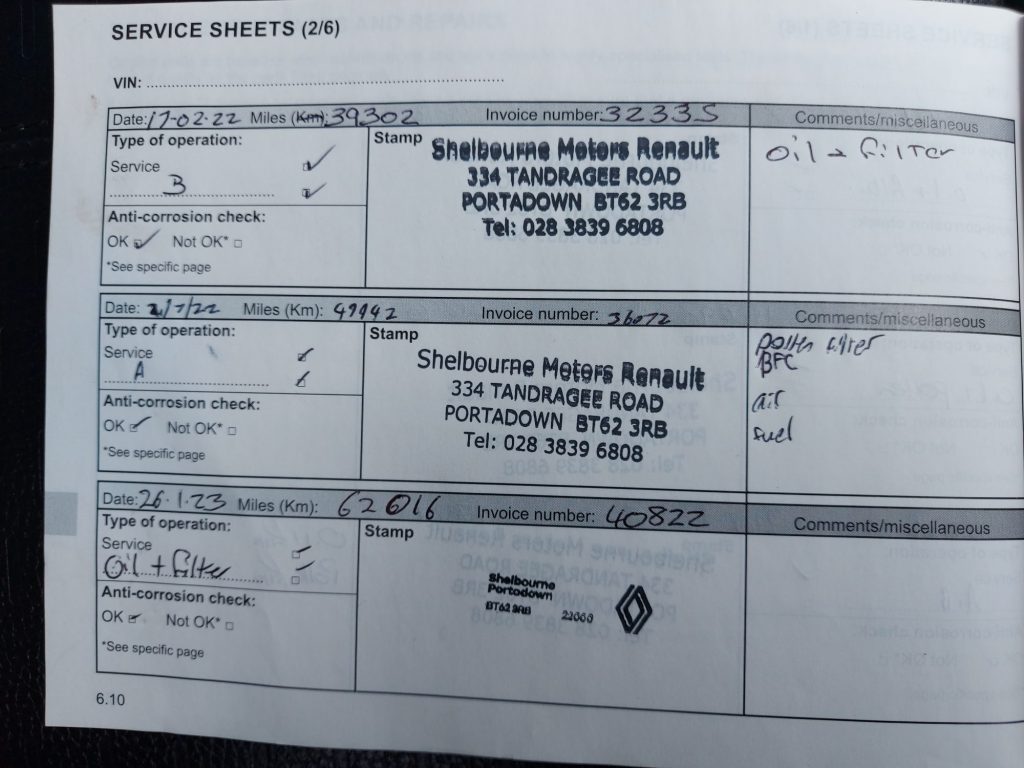 SERVICE SHEETS (2/6)
VIN:
Date: 17-02-22 Miles (Km): 39302 Invoice number: 32335 Comments/miscellaneous
Type of operation:
Service
B
Anti-corrosion check:
OK Not OK*
*See specific page
Stamp
Shelbourne Motors Renault
334 TANDRAGEE ROAD
PORTADOWN BT62 3RB
Tel: 028 3839 6808
Oil + Filter
Date: 2/7/22 Miles (Km): 49942 Invoice number: 36072 Comments/miscellaneous
Type of operation:
Service
A
Anti-corrosion check:
OK Not OK*
*See specific page
Stamp
Shelbourne Motors Renault
334 TANDRAGEE ROAD
PORTADOWN BT62 3RB
Tel: 028 3839 6808
pollen filter
BFC
air
fuel
Date: 26.1.23 Miles (Km): 62016 Invoice number: 40822 Comments/miscellaneous
Type of operation:
Service
Oil + filter
Anti-corrosion check:
OK Not OK*
*See specific page
Stamp
Shelbourne
Portadown
BT62 3RB
6.10